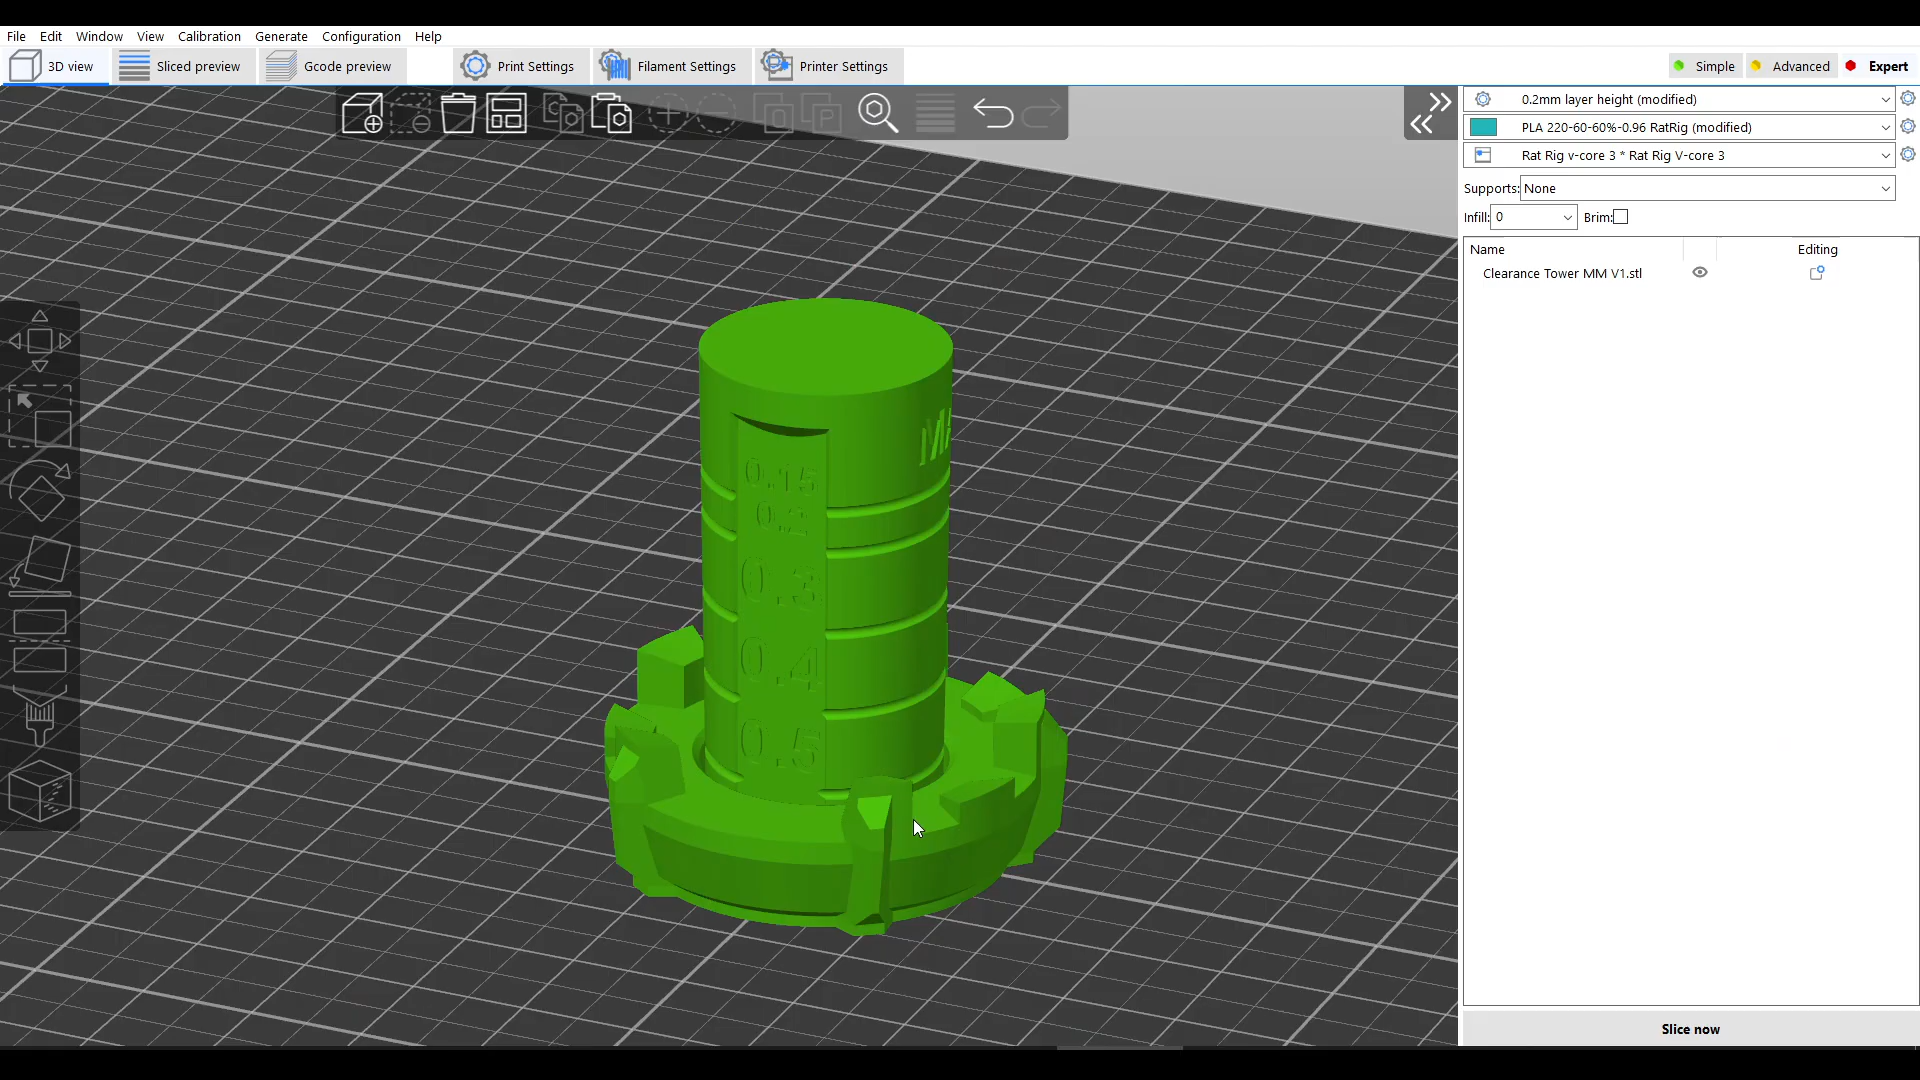 File Edit Window View Calibration Generate Configuration Help
3D view Sliced preview Gcode preview Print Settings Filament Settings Printer Settings Simple Advanced Expert
0.2mm layer height (modified)
PLA 220-60-60%-0.96 RatRig (modified)
Rat Rig v-core 3 * Rat Rig V-core 3
Supports: None
Infill: 0 Brim:
Name Editing
Clearance Tower MM V1.stl
0.15
0.3
0.4
0.5
Slice now